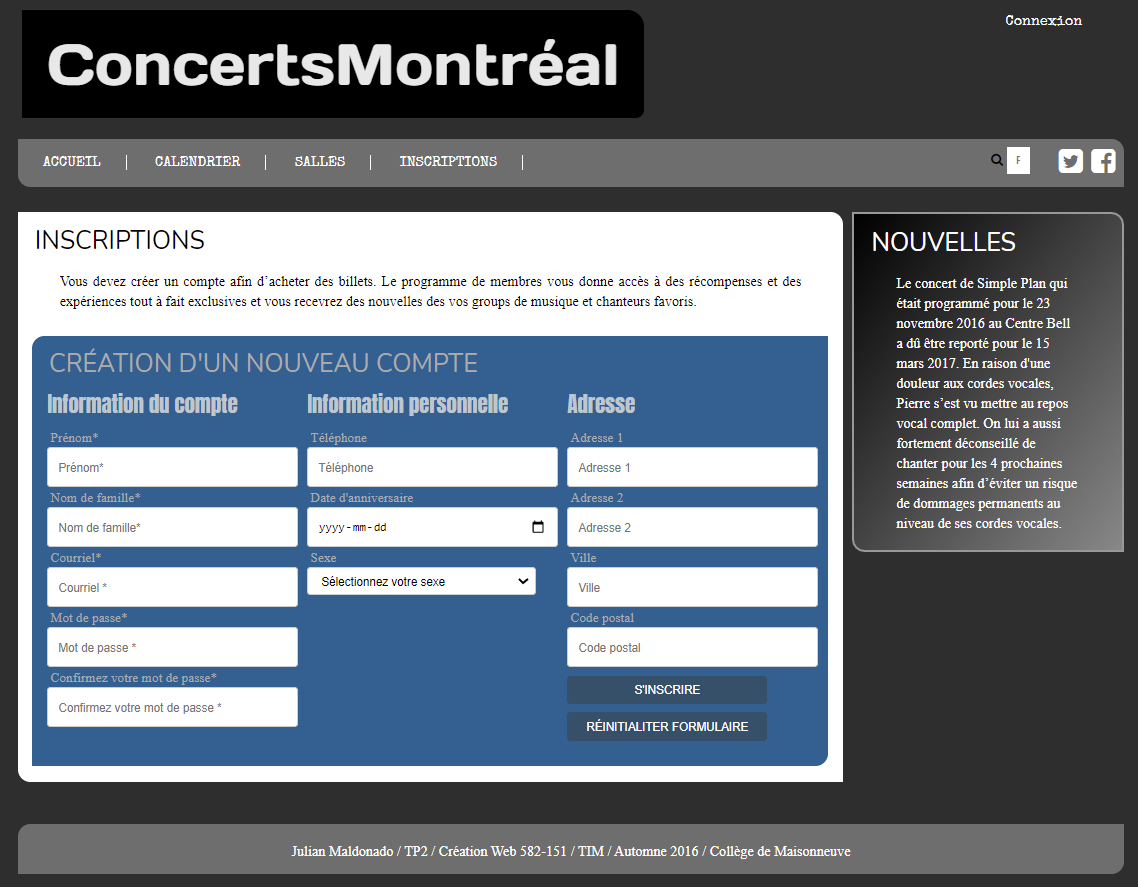 ConcertsMontréal
Connexion
ACCUEIL | CALENDRIER | SALLES | INSCRIPTIONS |
F
INSCRIPTIONS
Vous devez créer un compte afin d’acheter des billets. Le programme de membres vous donne accès à des récompenses et des
expériences tout à fait exclusives et vous recevrez des nouvelles des vos groupes de musique et chanteurs favoris.
CRÉATION D'UN NOUVEAU COMPTE
Information du compte
Prénom*
Prénom*
Nom de famille*
Nom de famille*
Courriel*
Courriel *
Mot de passe*
Mot de passe *
Confirmez votre mot de passe*
Confirmez votre mot de passe *
Information personnelle
Téléphone
Téléphone
Date d'anniversaire
yyyy-mm-dd
Sexe
Sélectionnez votre sexe
Adresse
Adresse 1
Adresse 1
Adresse 2
Adresse 2
Ville
Ville
Code postal
Code postal
S'INSCRIRE
RÉINITIALITER FORMULAIRE
NOUVELLES
Le concert de Simple Plan qui
était programmé pour le 23
novembre 2016 au Centre Bell
a dû être reporté pour le 15
mars 2017. En raison d'une
douleur aux cordes vocales,
Pierre s’est vu mettre au repos
vocal complet. On lui a aussi
fortement déconseillé de
chanter pour les 4 prochaines
semaines afin d’éviter un risque
de dommages permanents au
niveau de ses cordes vocales.
Julian Maldonado / TP2 / Création Web 582-151 / TIM / Automne 2016 / Collège de Maisonneuve